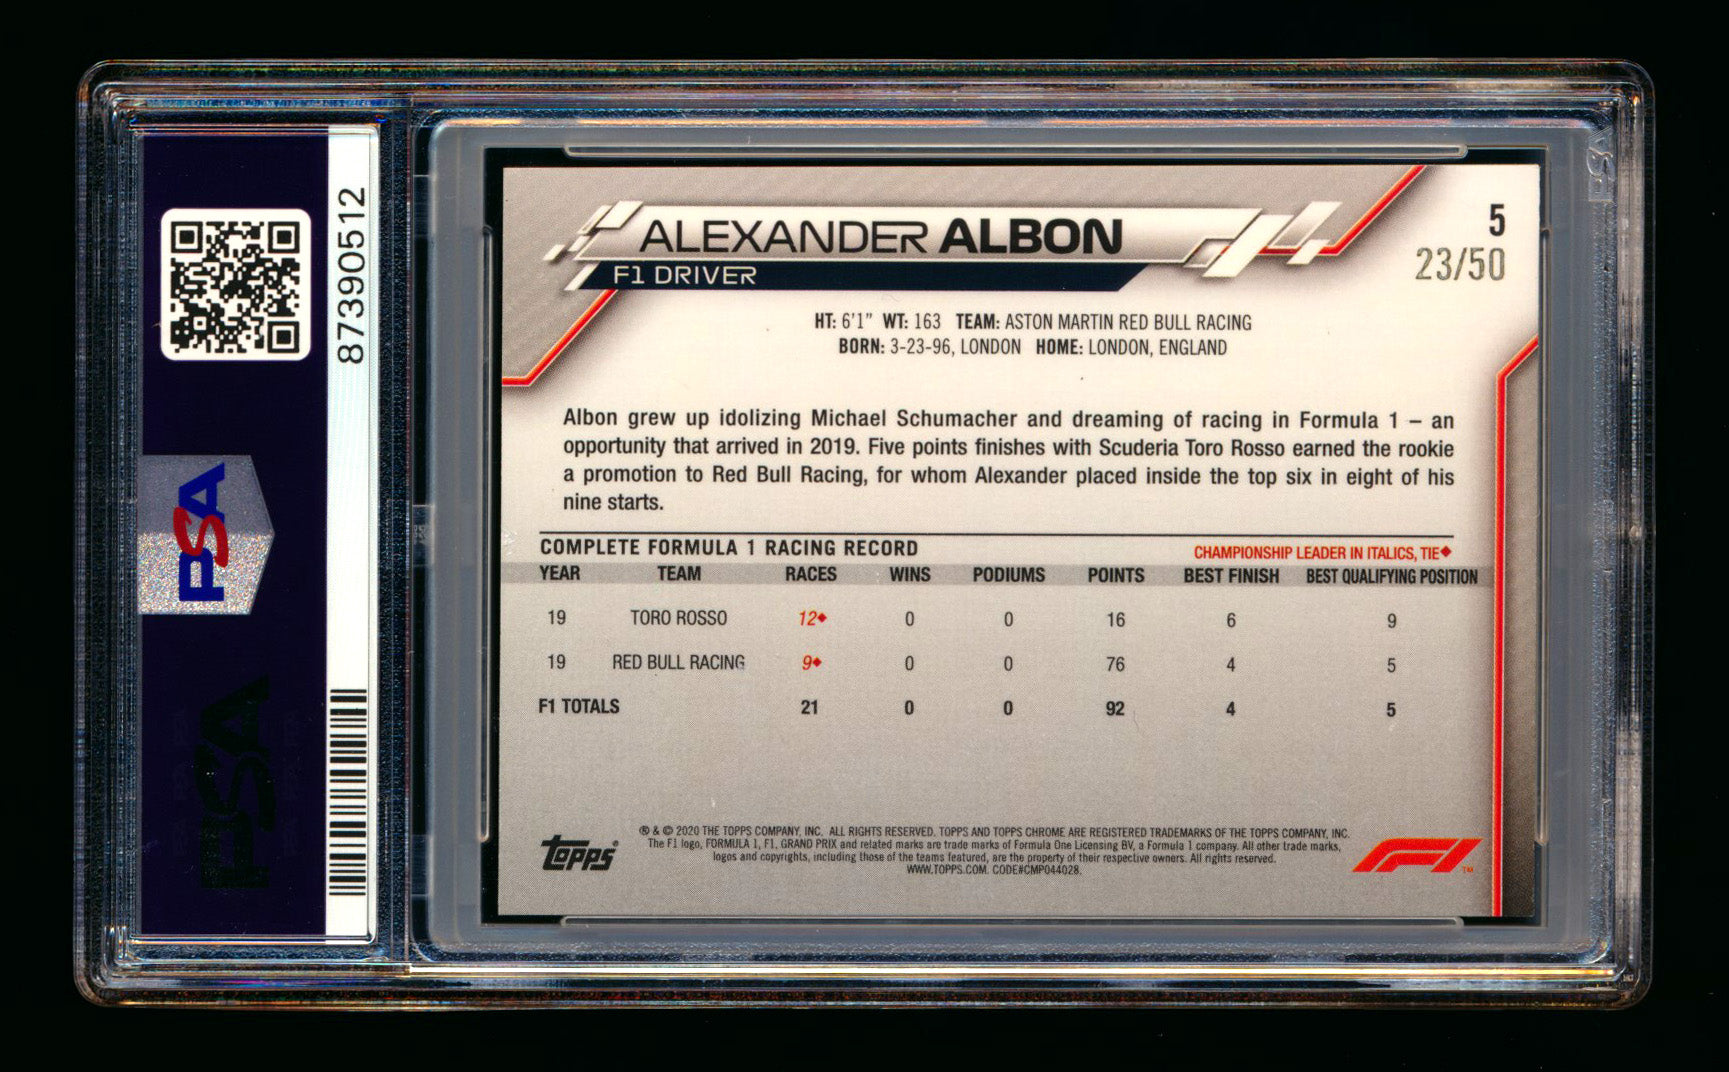 87390512
PSA
PSA
ALEXANDER ALBON
F1 DRIVER
5
23/50
HT: 6'1" WT: 163 TEAM: ASTON MARTIN RED BULL RACING
BORN: 3-23-96, LONDON HOME: LONDON, ENGLAND
Albon grew up idolizing Michael Schumacher and dreaming of racing in Formula 1 – an
opportunity that arrived in 2019. Five points finishes with Scuderia Toro Rosso earned the rookie
a promotion to Red Bull Racing, for whom Alexander placed inside the top six in eight of his
nine starts.
COMPLETE FORMULA 1 RACING RECORD
CHAMPIONSHIP LEADER IN ITALICS, TIE◆
YEAR TEAM RACES WINS PODIUMS POINTS BEST FINISH BEST QUALIFYING POSITION
19 TORO ROSSO 12◆ 0 0 16 6 9
19 RED BULL RACING 9◆ 0 0 76 4 5
F1 TOTALS 21 0 0 92 4 5
Topps®
® & © 2020 THE TOPPS COMPANY, INC. ALL RIGHTS RESERVED. TOPPS AND TOPPS CHROME ARE REGISTERED TRADEMARKS OF THE TOPPS COMPANY, INC.
The F1 logo, FORMULA 1, F1, GRAND PRIX and related marks are trade marks of Formula One Licensing BV, a Formula 1 company. All other trade marks,
logos and copyrights, including those of the teams featured, are the property of their respective owners. All rights reserved.
WWW.TOPPS.COM. CODE#CMP044028.
F1™
PSA